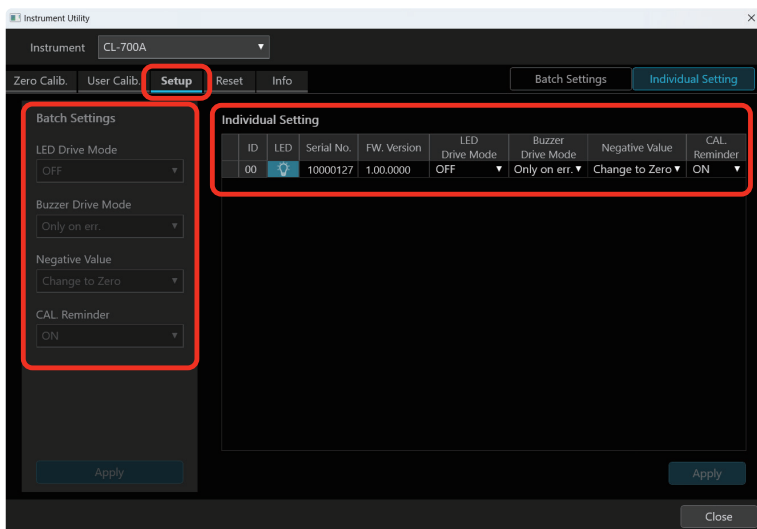 Instrument Utility
Instrument CL-700A
Zero Calib. User Calib. Setup Reset Info Batch Settings Individual Setting
Batch Settings
LED Drive Mode
OFF
Buzzer Drive Mode
Only on err.
Negative Value
Change to Zero
CAL. Reminder
ON
Apply
Individual Setting
ID LED Serial No. FW. Version LED Drive Mode Buzzer Drive Mode Negative Value CAL. Reminder
00 10000127 1.00.0000 OFF Only on err. Change to Zero ON
Apply
Close